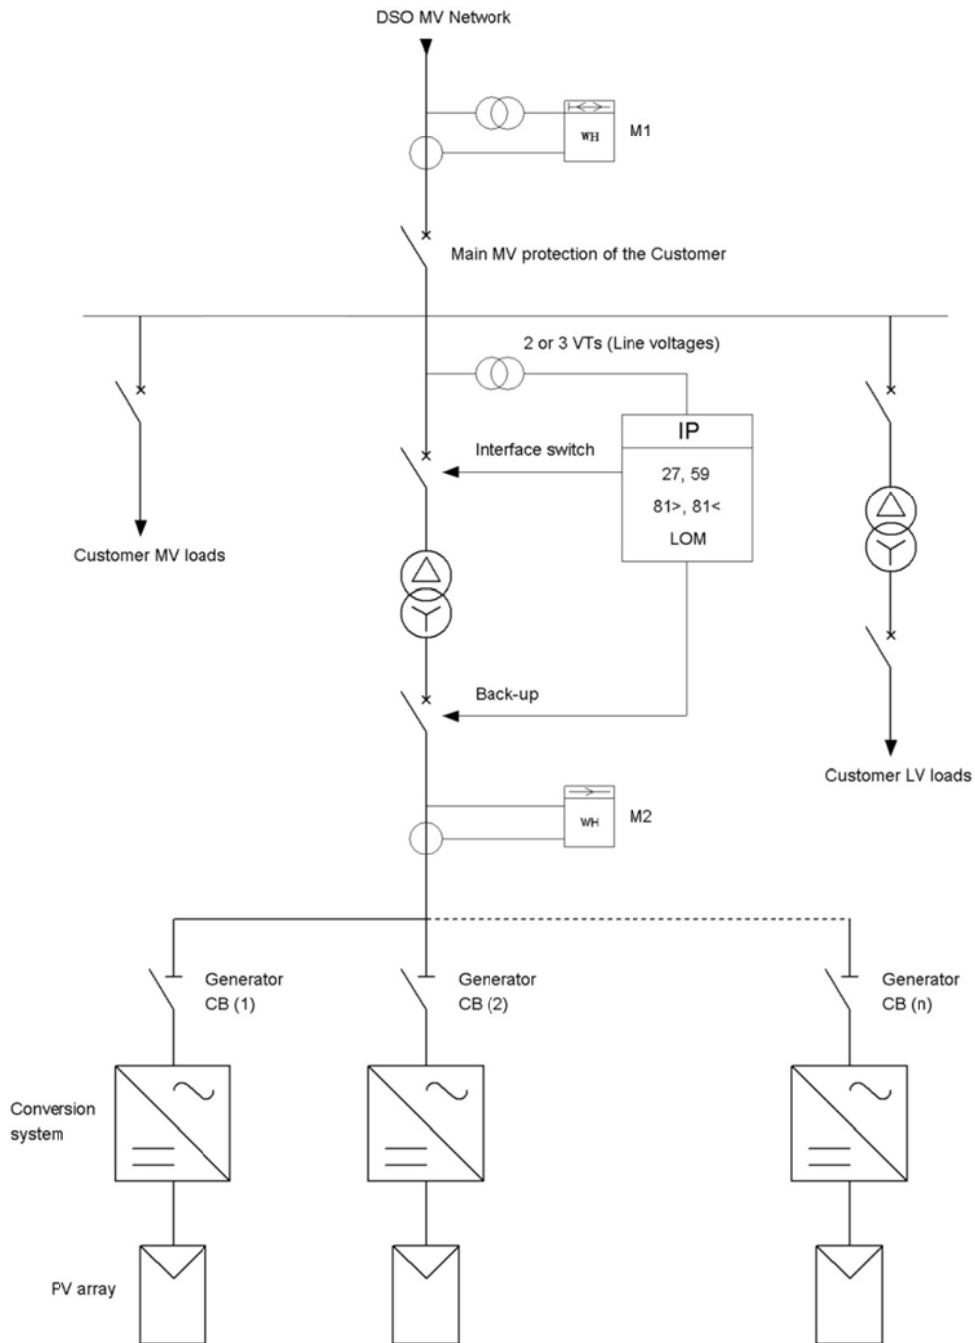 DSO MV Network
WH
M1
Main MV protection of the Customer
2 or 3 VTs (Line voltages)
IP
Interface switch
27, 59
81>, 81<
LOM
Customer MV loads
Back-up
Customer LV loads
WH
M2
Generator
CB (1)
Generator
CB (2)
Generator
CB (n)
Conversion
system
PV array